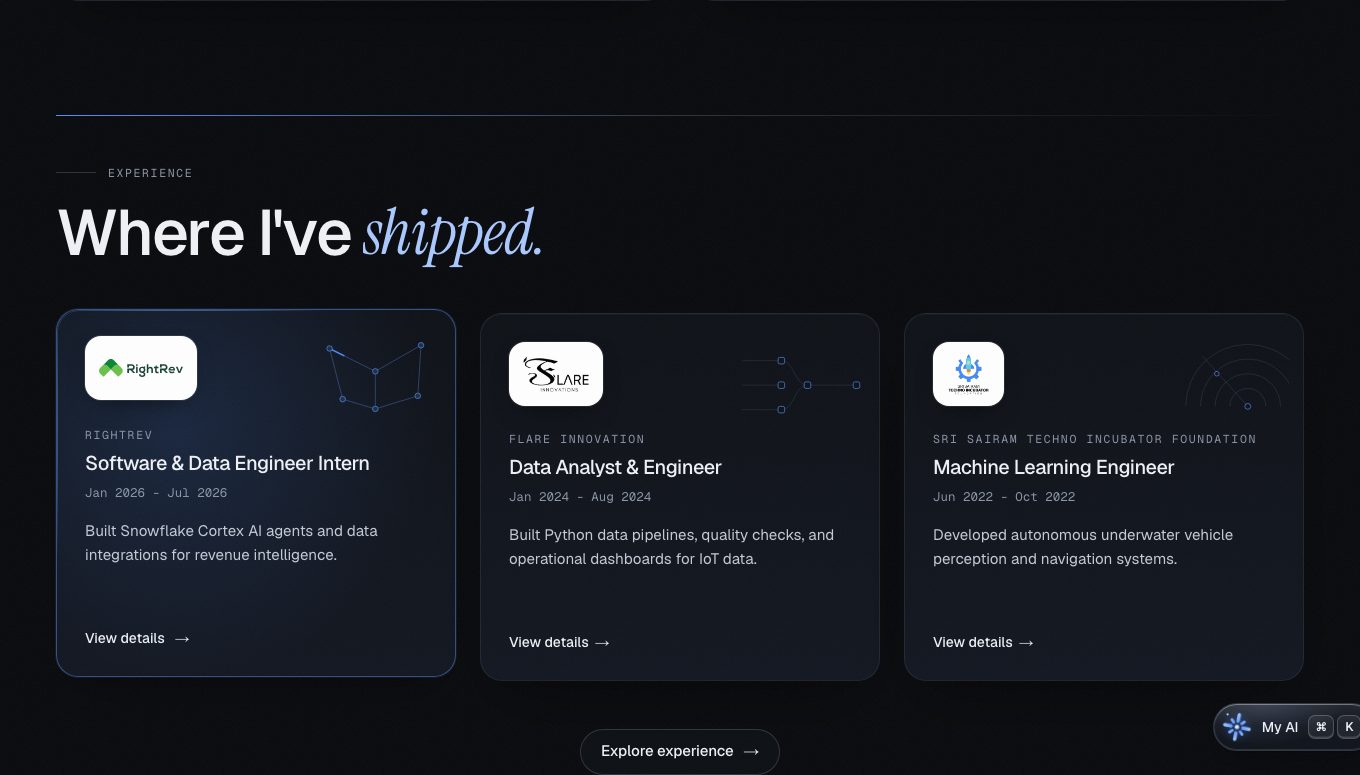 EXPERIENCE
Where I've shipped.
RightRev
RIGHTREV
Software & Data Engineer Intern
Jan 2026 - Jul 2026
Built Snowflake Cortex AI agents and data
integrations for revenue intelligence.
View details →
FLARE
INNOVATIONS
FLARE INNOVATION
Data Analyst & Engineer
Jan 2024 - Aug 2024
Built Python data pipelines, quality checks, and
operational dashboards for IoT data.
View details →
TECHNO INCUBATOR
SRI SAIRAM TECHNO INCUBATOR FOUNDATION
Machine Learning Engineer
Jun 2022 - Oct 2022
Developed autonomous underwater vehicle
perception and navigation systems.
View details →
Explore experience →
My AI ⌘ K